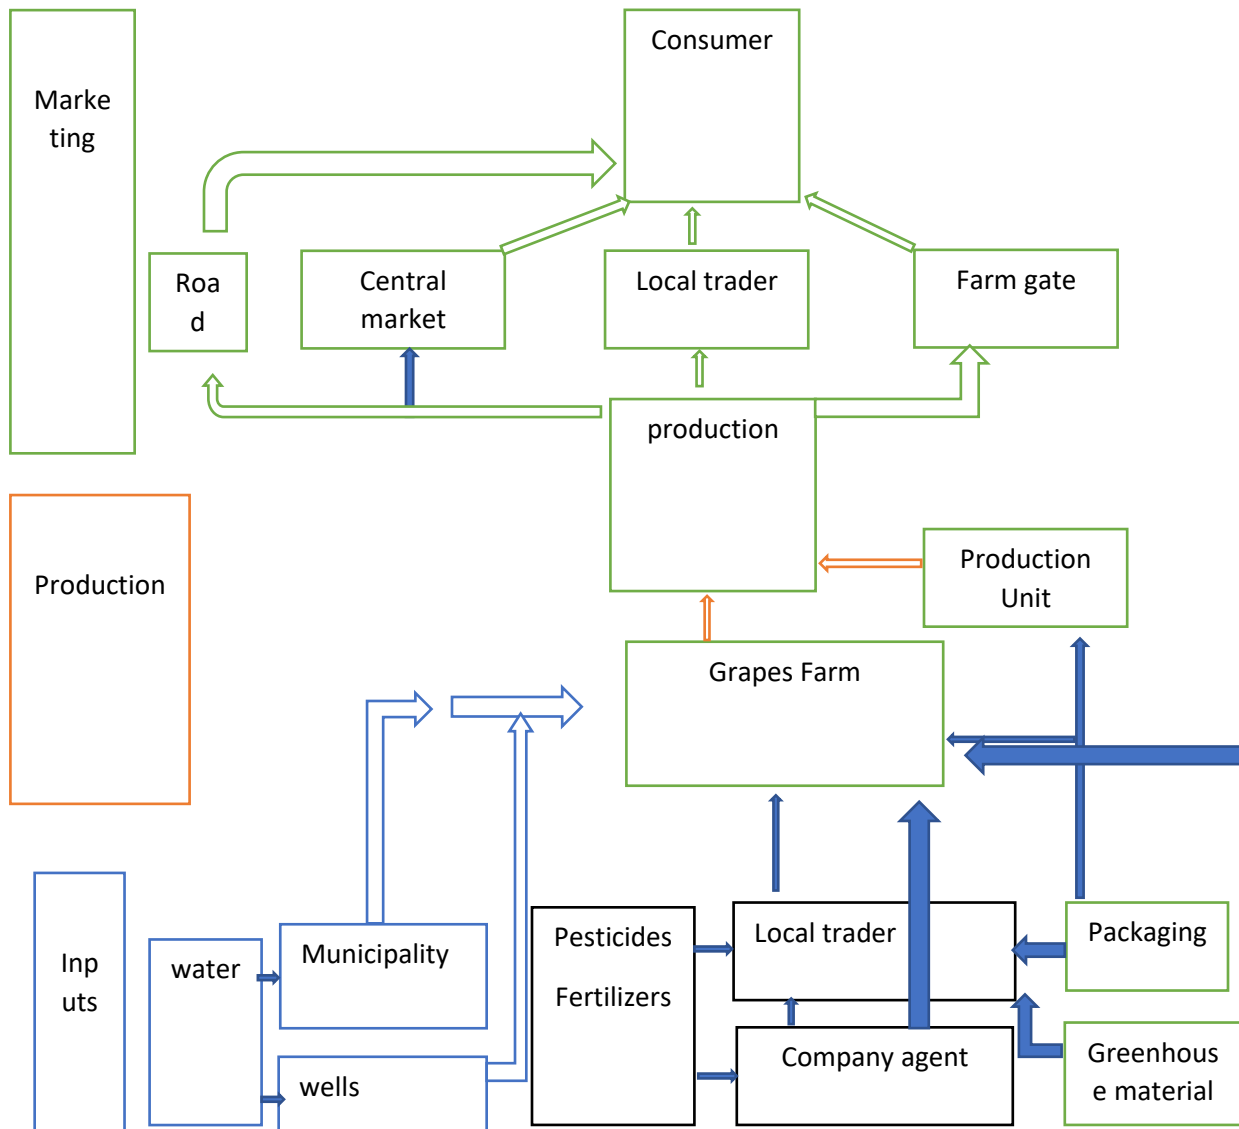 Consumer
Marke
ting
Roa
d
Central
market
Local trader
Farm gate
production
Production
Production
Unit
Grapes Farm
Inp
uts
water
Municipality
wells
Pesticides
Fertilizers
Local trader
Company agent
Packaging
Greenhous
e material